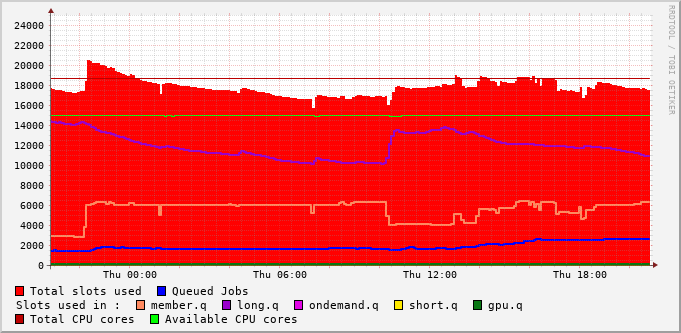 RRDTOOL / TOBI OETIKER
24000
22000
20000
18000
16000
14000
12000
10000
8000
6000
4000
2000
0
Thu 00:00 Thu 06:00 Thu 12:00 Thu 18:00
Total slots used Queued Jobs
Slots used in : member.q long.q ondemand.q short.q gpu.q
Total CPU cores Available CPU cores